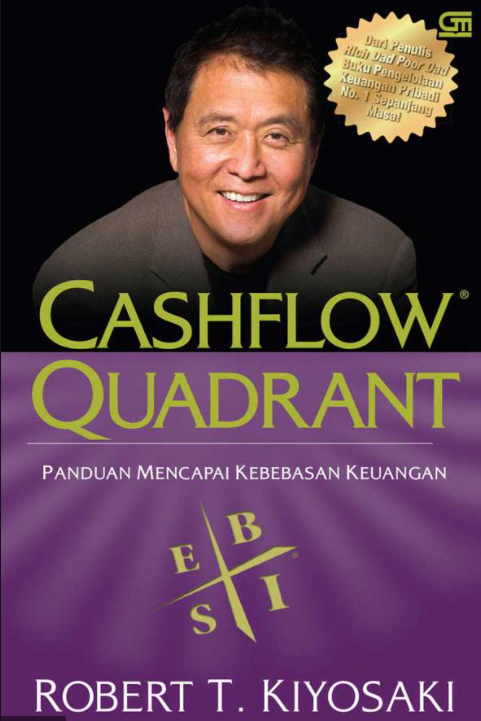 GM
Dari Penulis
Rich Dad Poor Dad
Buku Pengelolaan
Keuangan Pribadi
No. 1 Sepanjang
Masa!
CASHFLOW®
QUADRANT
PANDUAN MENCAPAI KEBEBASAN KEUANGAN
E B
S I ®
ROBERT T. KIYOSAKI